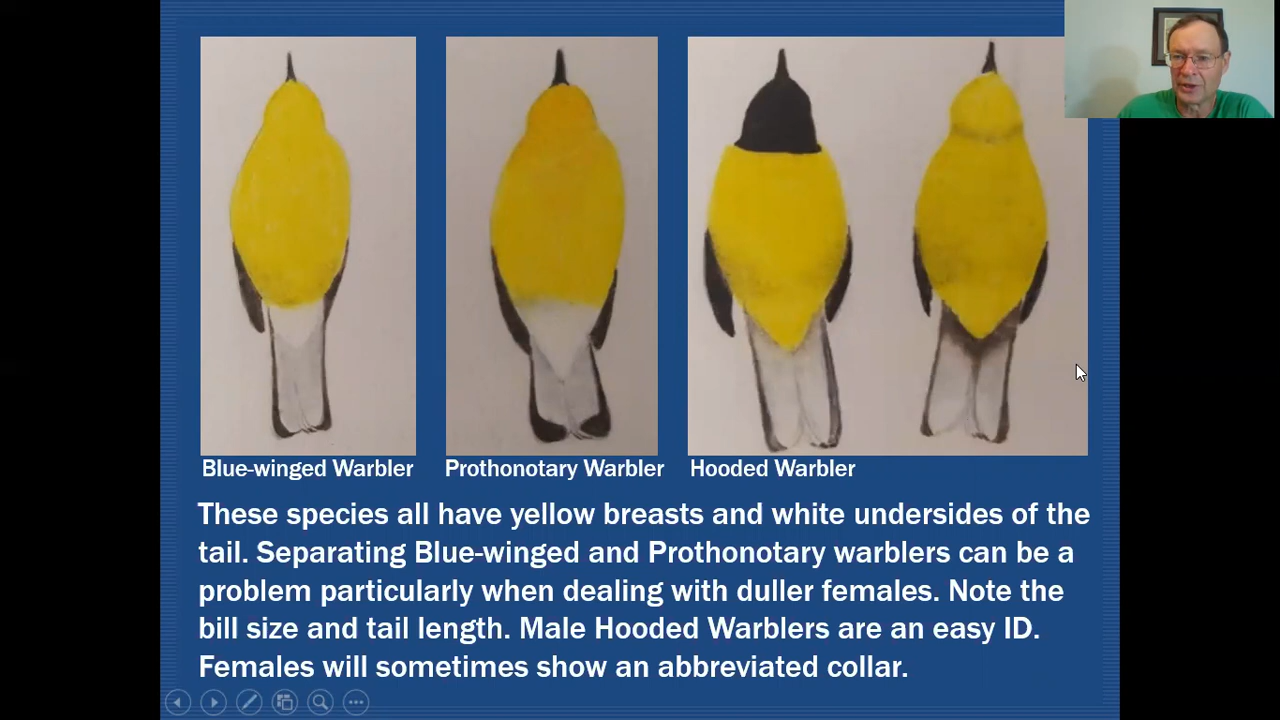 Blue-winged Warbler
Prothonotary Warbler
Hooded Warbler
These species all have yellow breasts and white undersides of the
tail. Separating Blue-winged and Prothonotary warblers can be a
problem particularly when dealing with duller females. Note the
bill size and tail length. Male Hooded Warblers are an easy ID.
Females will sometimes show an abbreviated collar.